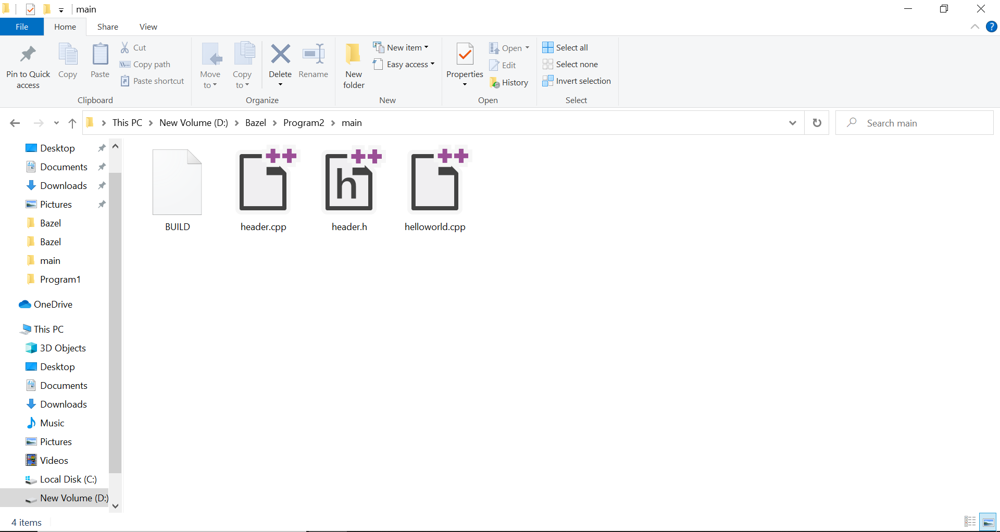 main
File
Home
Share
View
Pin to Quick access
Copy
Paste
Cut
Copy path
Paste shortcut
Clipboard
Move to
Copy to
Delete
Rename
Organize
New folder
New item
Easy access
New
Properties
Open
Edit
History
Open
Select all
Select none
Invert selection
Select
This PC > New Volume (D:) > Bazel > Program2 > main
Search main
Desktop
Documents
Downloads
Pictures
Bazel
Bazel
main
Program1
OneDrive
This PC
3D Objects
Desktop
Documents
Downloads
Music
Pictures
Videos
Local Disk (C:)
New Volume (D:)
BUILD
header.cpp
h
header.h
helloworld.cpp
4 items